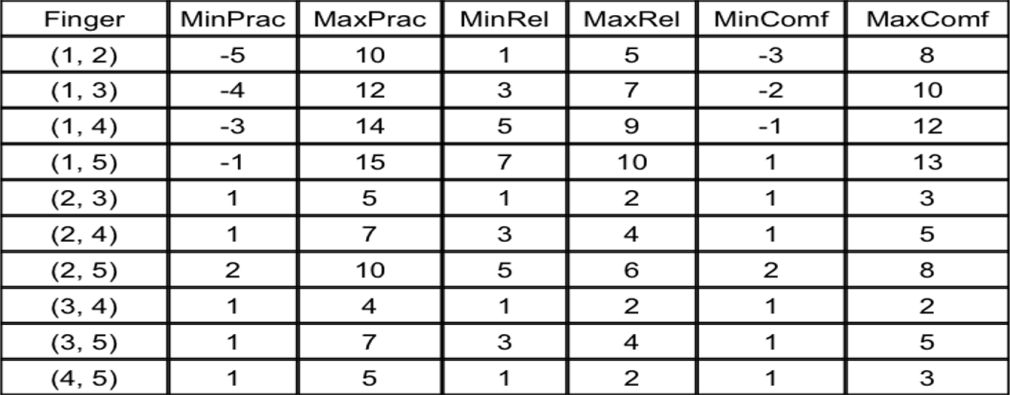 Finger MinPrac MaxPrac MinRel MaxRel MinComf MaxComf
(1, 2) -5 10 1 5 -3 8
(1, 3) -4 12 3 7 -2 10
(1, 4) -3 14 5 9 -1 12
(1, 5) -1 15 7 10 1 13
(2, 3) 1 5 1 2 1 3
(2, 4) 1 7 3 4 1 5
(2, 5) 2 10 5 6 2 8
(3, 4) 1 4 1 2 1 2
(3, 5) 1 7 3 4 1 5
(4, 5) 1 5 1 2 1 3